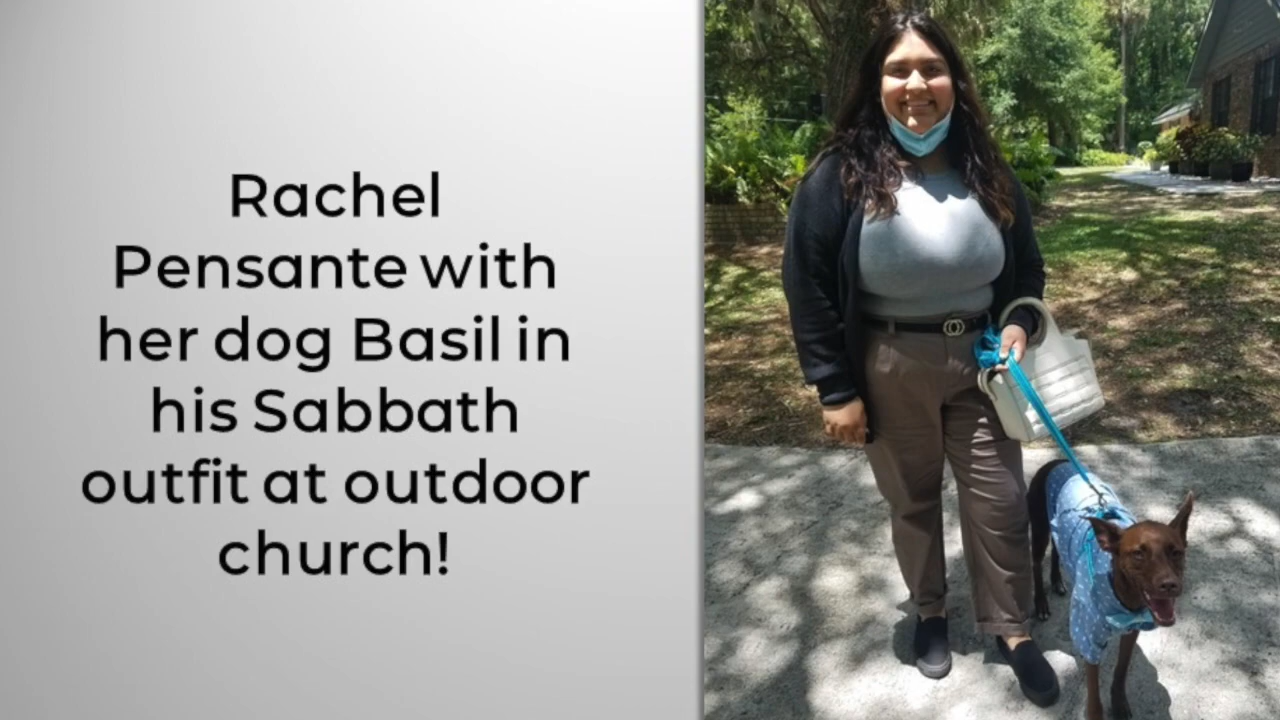 Rachel
Pensante with
her dog Basil in
his Sabbath
outfit at outdoor
church!